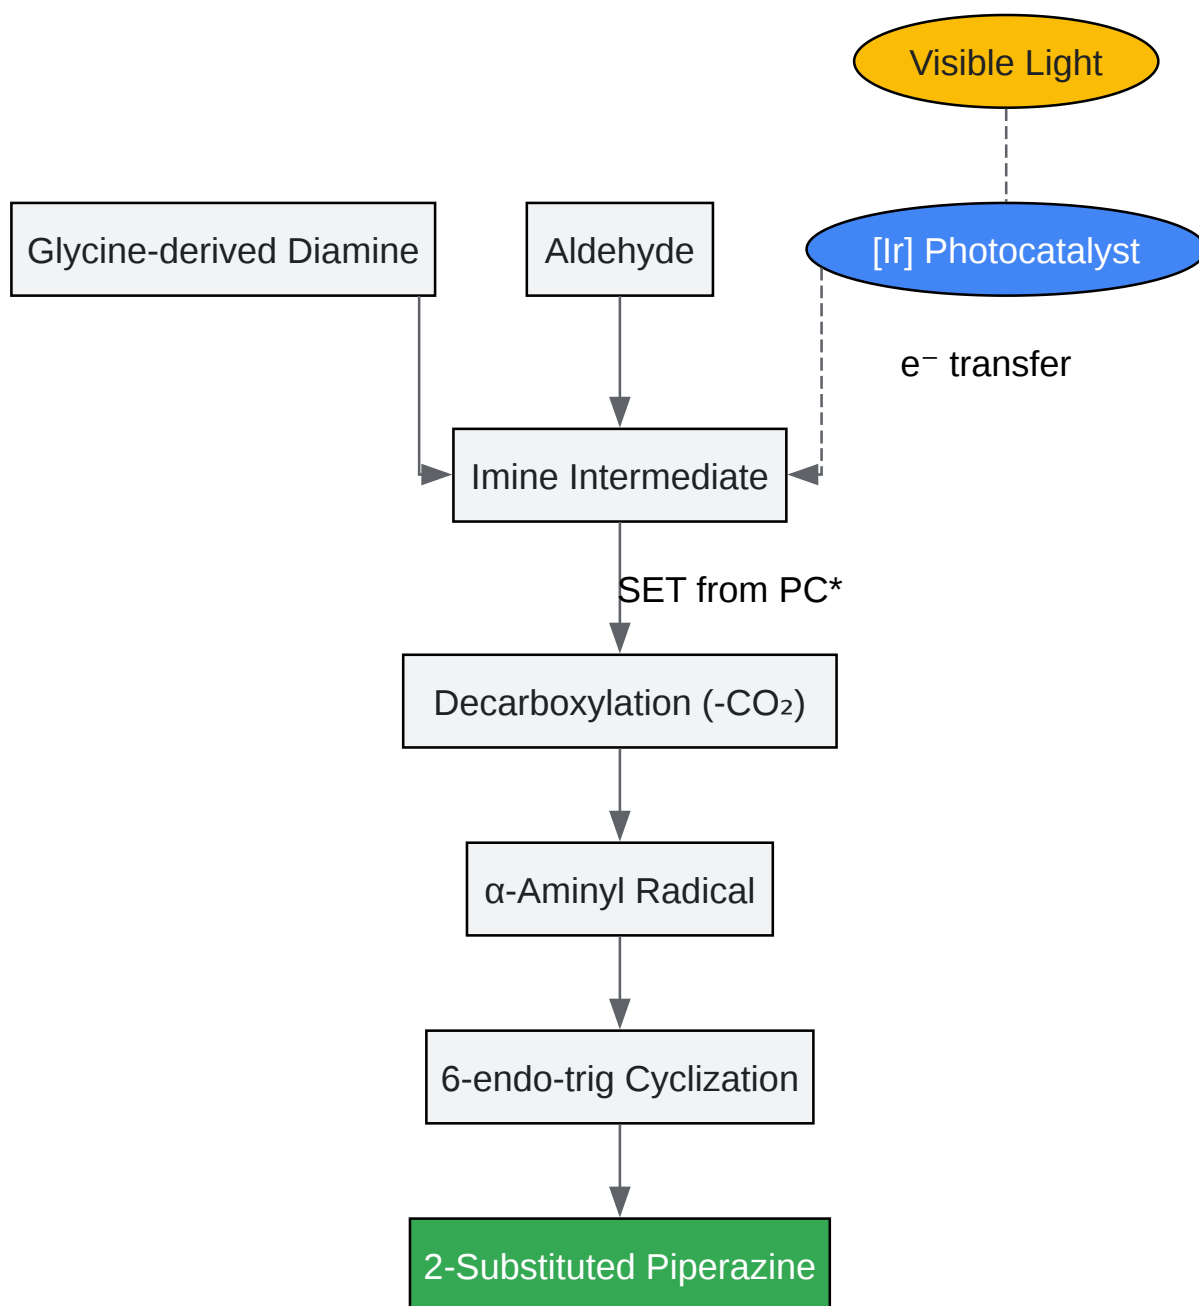 Visible Light
Glycine-derived Diamine
Aldehyde
[Ir] Photocatalyst
e⁻ transfer
Imine Intermediate
SET from PC*
Decarboxylation (-CO₂)
α-Aminyl Radical
6-endo-trig Cyclization
2-Substituted Piperazine